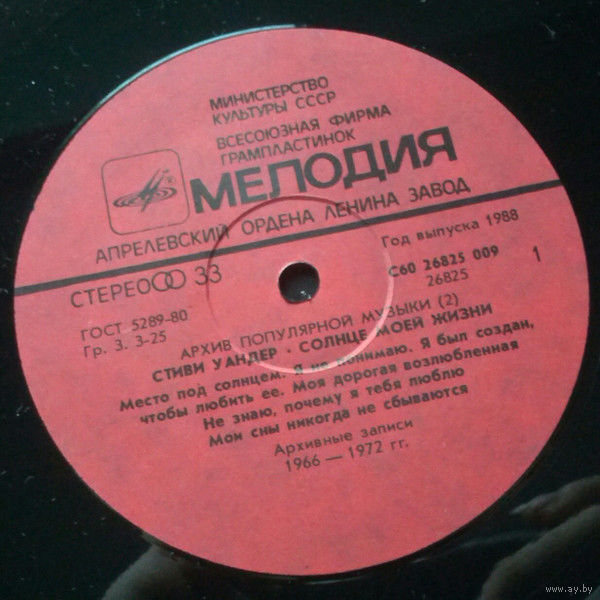 МИНИСТЕРСТВО
КУЛЬТУРЫ СССР
ВСЕСОЮЗНАЯ ФИРМА
ГРАМПЛАСТИНОК
МЕЛОДИЯ
АПРЕЛЕВСКИЙ ОРДЕНА ЛЕНИНА ЗАВОД
СТЕРЕО 33
Год выпуска 1988
ГОСТ 5289-80
Гр. 3. 3-25
С60 26825 009
26825
1
АРХИВ ПОПУЛЯРНОЙ МУЗЫКИ (2)
СТИВИ УАНДЕР · СОЛНЦЕ МОЕЙ ЖИЗНИ
Место под солнцем. Я не понимаю. Я был создан,
чтобы любить ее. Моя дорогая возлюбленная
Не знаю, почему я тебя люблю
Мои сны никогда не сбываются
Архивные записи
1966 — 1972 гг.
www.ay.by